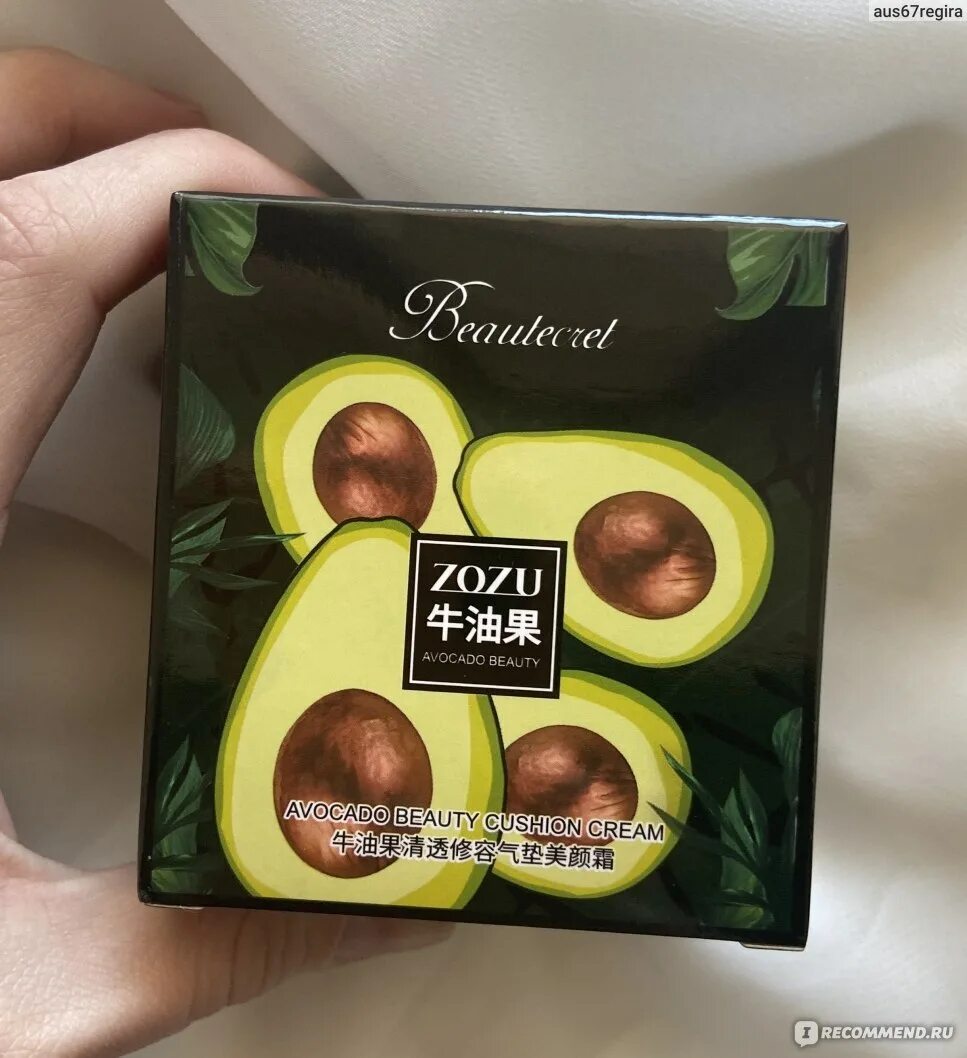 aus67regira
Beautecret
ZOZU
牛油果
AVOCADO BEAUTY
AVOCADO BEAUTY CUSHION CREAM
牛油果清透修容气垫美颜霜
I RECOMMEND.RU